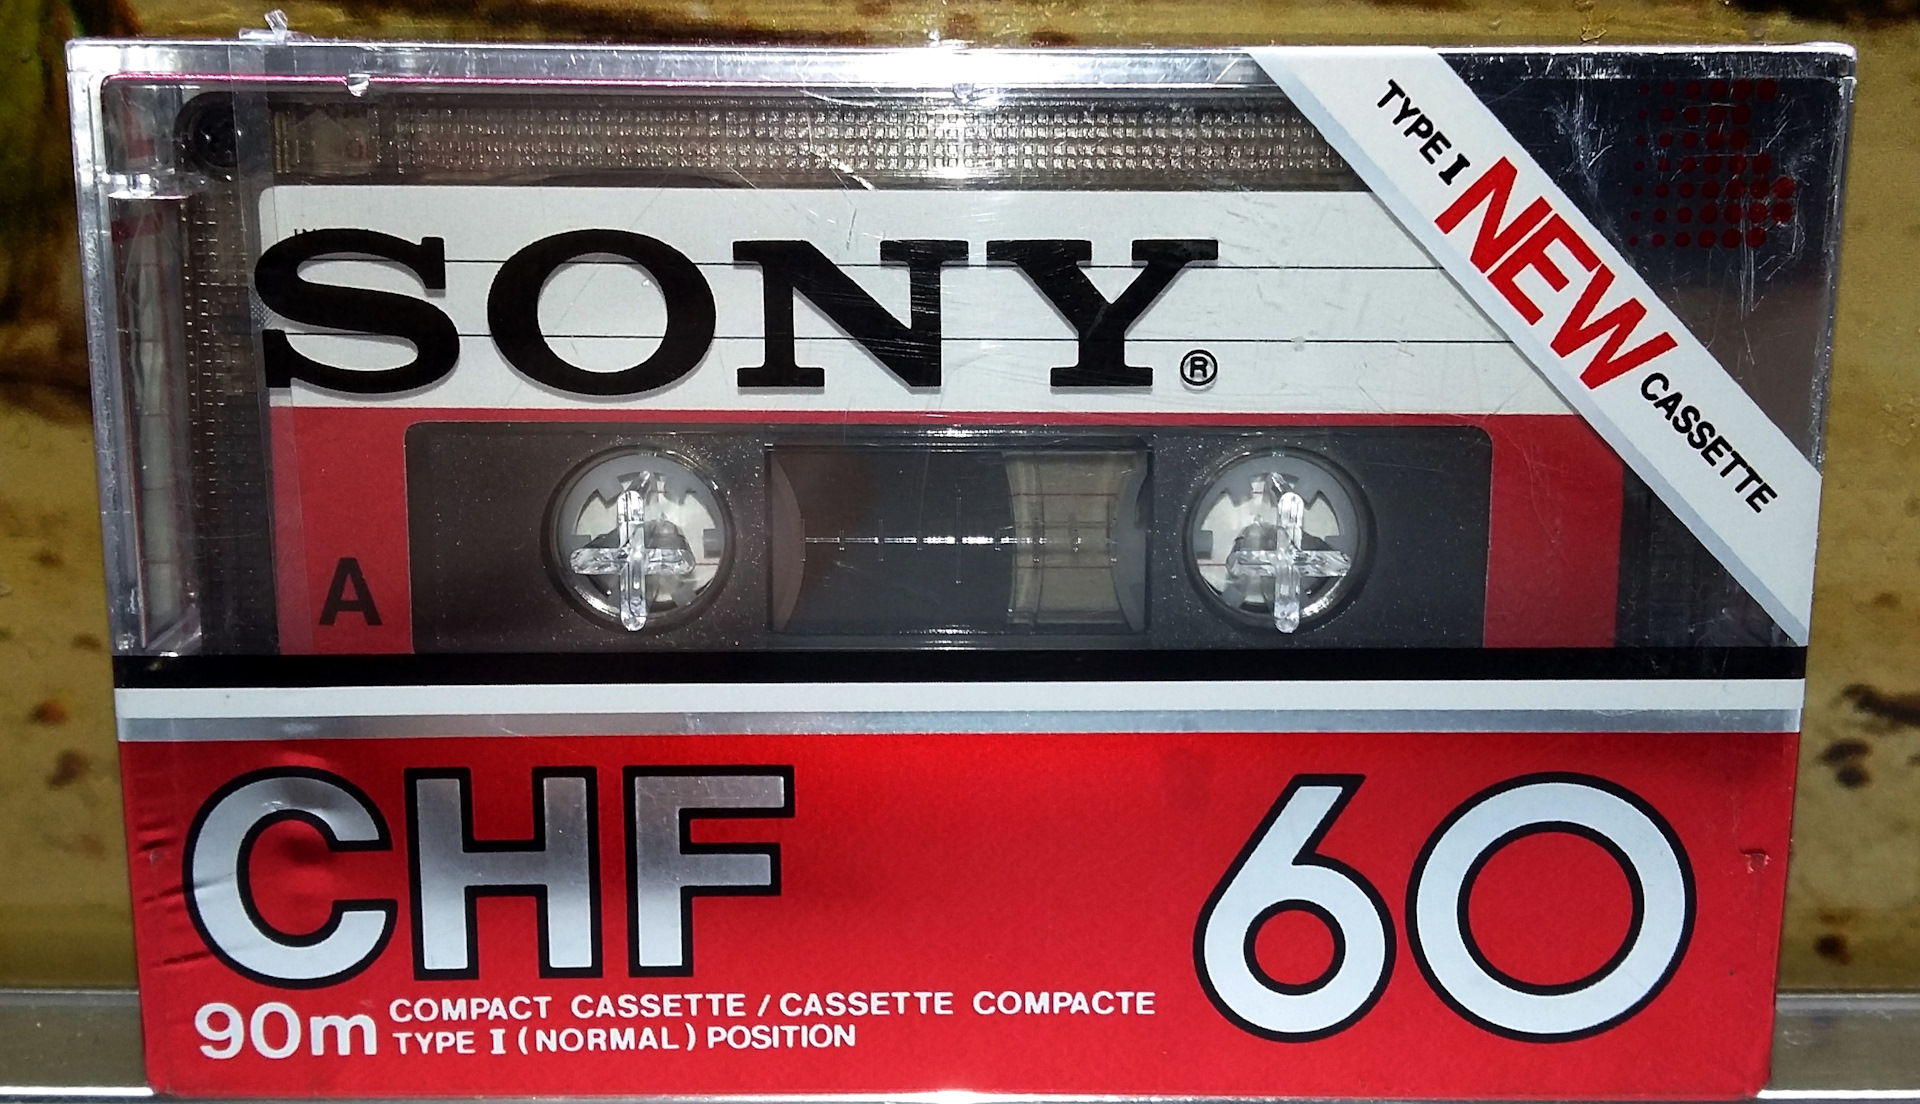 TYPE I NEW CASSETTE
SONY®
A
CHF 60
90m COMPACT CASSETTE / CASSETTE COMPACTE
TYPE I (NORMAL) POSITION